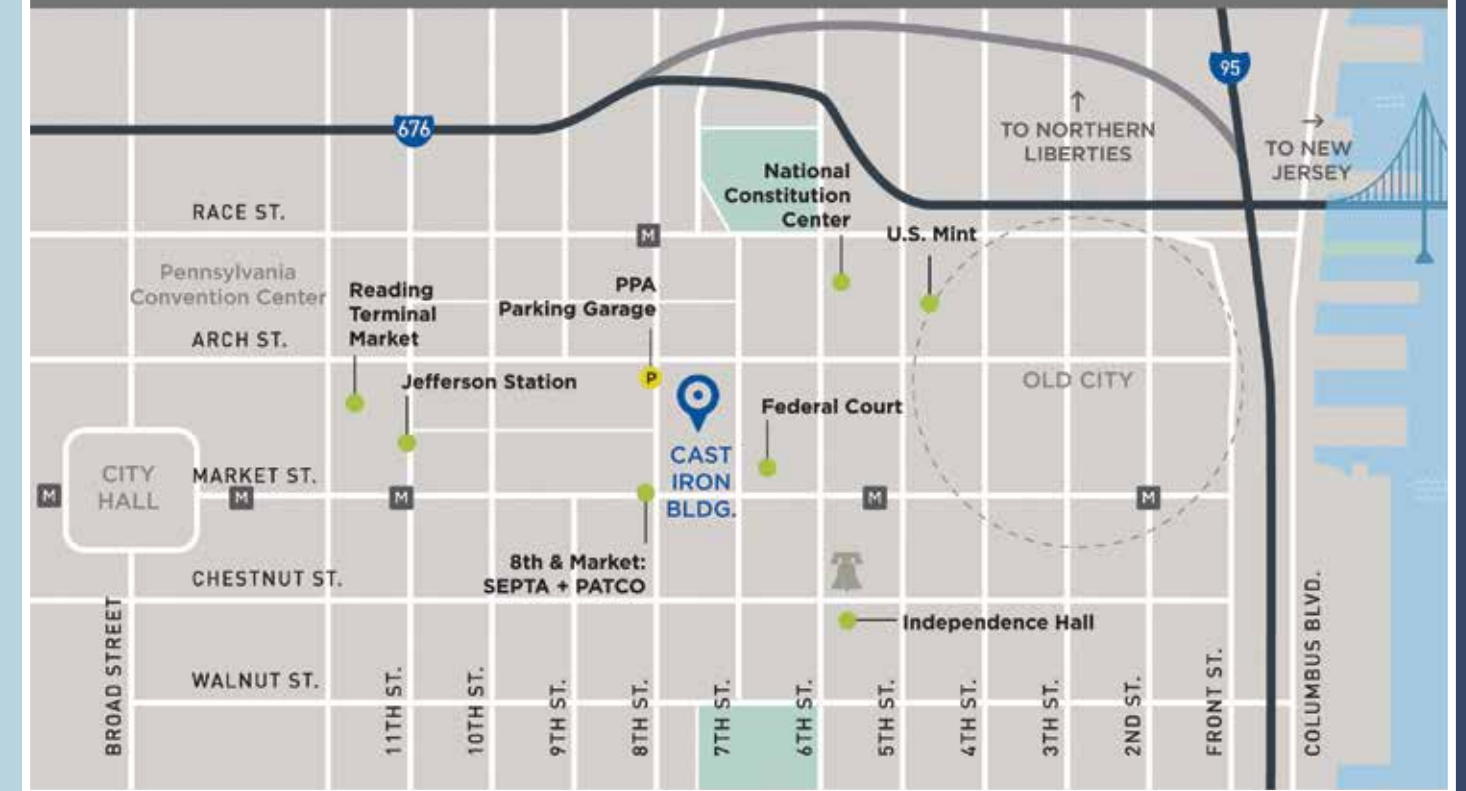 95
676
TO NORTHERN
LIBERTIES
TO NEW
JERSEY
National
Constitution
Center
RACE ST.
U.S. Mint
M
Pennsylvania
Convention Center
Reading
Terminal
Market
PPA
Parking Garage
ARCH ST.
Jefferson Station
P
OLD CITY
Federal Court
CAST
IRON
BLDG.
CITY
HALL
MARKET ST.
M
M
M
M
M
8th & Market:
SEPTA + PATCO
CHESTNUT ST.
Independence Hall
WALNUT ST.
BROAD STREET
11TH ST.
10TH ST.
9TH ST.
8TH ST.
7TH ST.
6TH ST.
5TH ST.
4TH ST.
3TH ST.
2ND ST.
FRONT ST.
COLUMBUS BLVD.